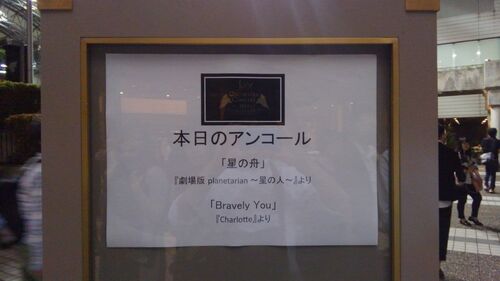 本日のアンコール
「星の舟」
『劇場版 planetarian ～星の人～』より
「Bravely You」
『Charlotte』より